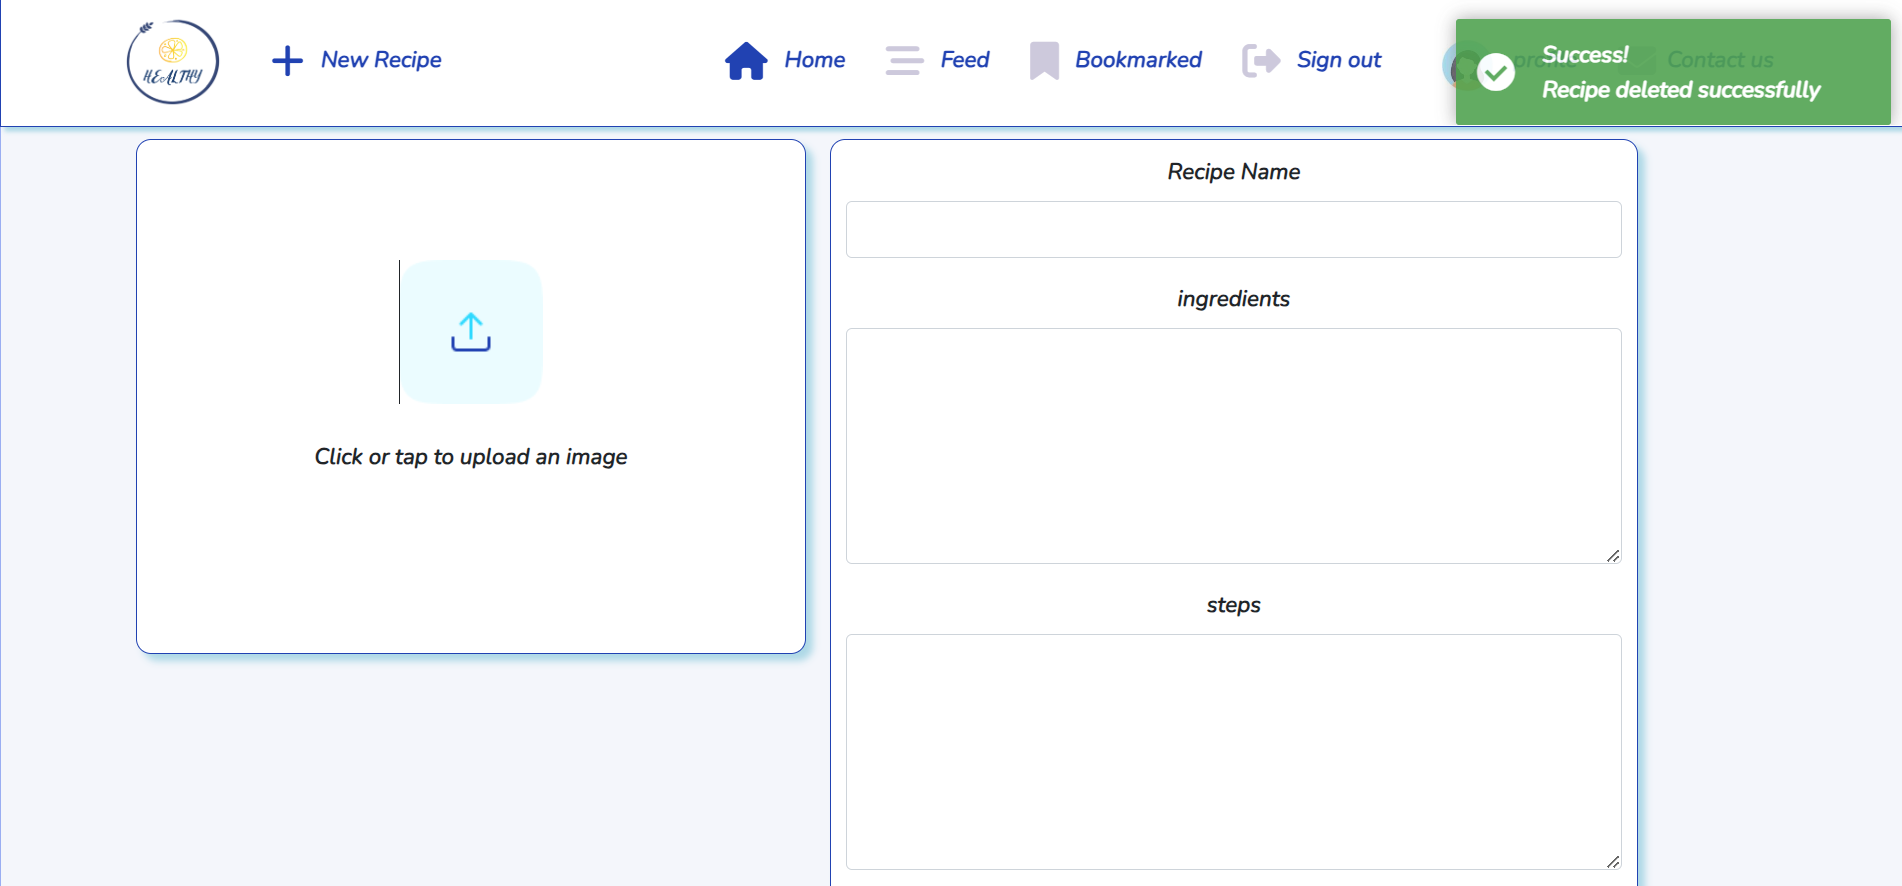 HEALTHY
New Recipe
Home
Feed
Bookmarked
Sign out
profile
Contact us
Success!
Recipe deleted successfully
Recipe Name
ingredients
Click or tap to upload an image
steps